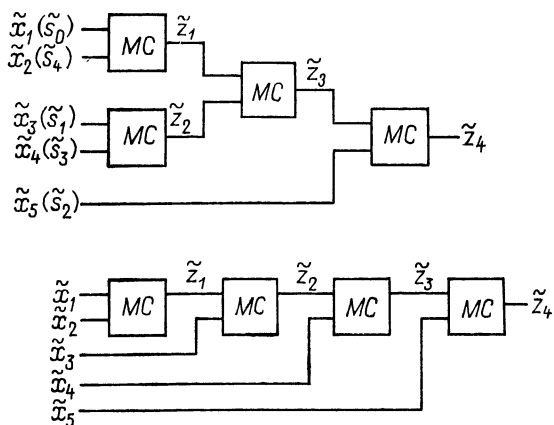 x̃₁(s̃₀) MC z̃₁
x̃₂(s̃₄)
MC z̃₃
x̃₃(s̃₁) MC z̃₂
x̃₄(s̃₃)
MC z̃₄
x̃₅(s̃₂)
x̃₁ MC z̃₁ MC z̃₂ MC z̃₃ MC z̃₄
x̃₂
x̃₃
x̃₄
x̃₅